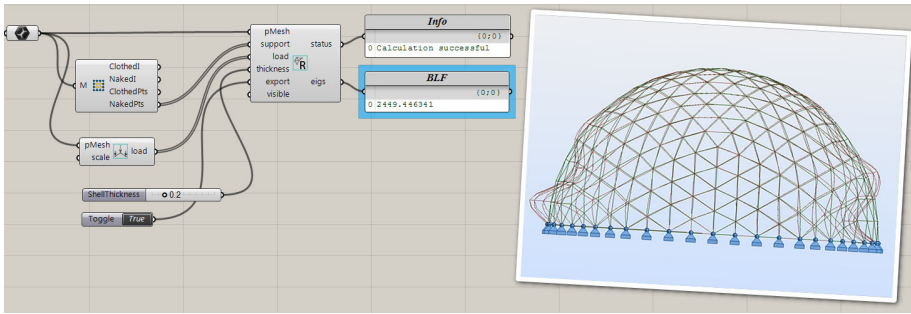 pMesh
support
load
thickness
export
visible
status
eigs
R
Info
{0;0}
0 Calculation successful
BLF
{0;0}
0 2449.446341
M
ClothedI
NakedI
ClothedPts
NakedPts
pMesh
scale
load
ShellThickness
0.2
Toggle
True